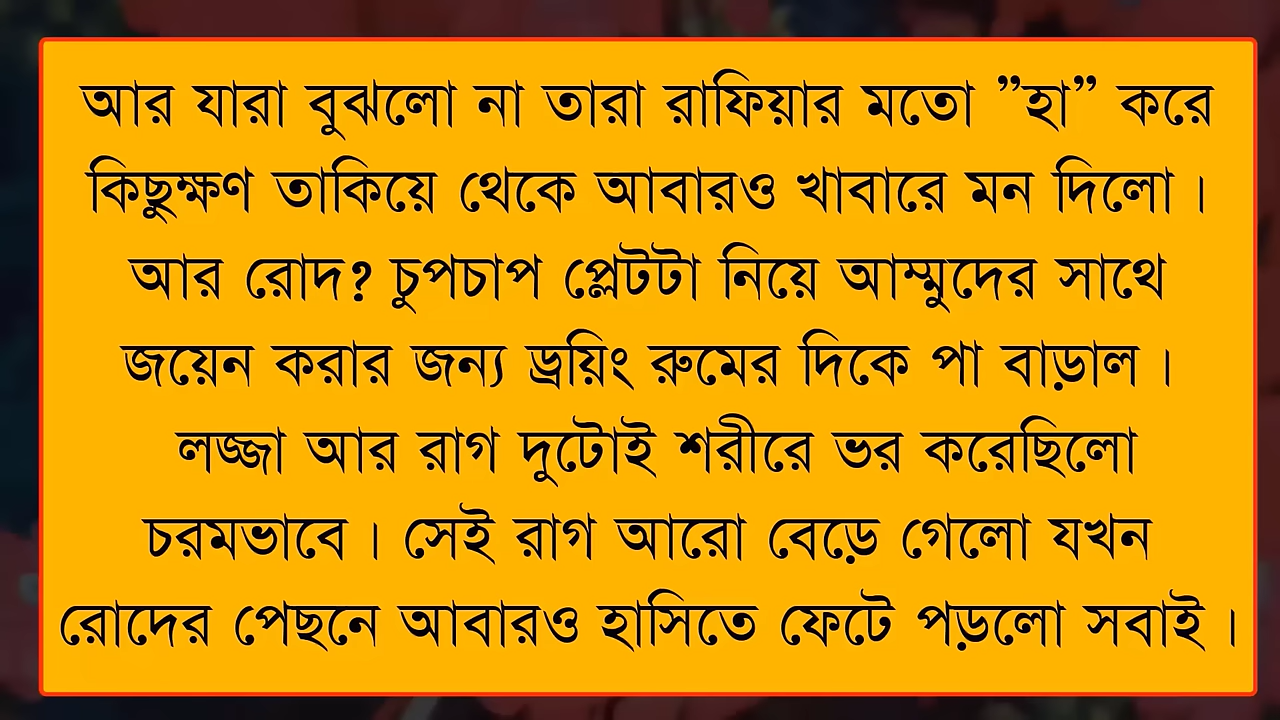 আর যারা বুঝলো না তারা রাফিয়ার মতো ”হা” করে
কিছুক্ষণ তাকিয়ে থেকে আবারও খাবারে মন দিলো।
আর রোদ? চুপচাপ প্লেটটা নিয়ে আম্মুদের সাথে
জয়েন করার জন্য ড্রয়িং রুমের দিকে পা বাড়াল।
লজ্জা আর রাগ দুটোই শরীরে ভর করেছিলো
চরমভাবে। সেই রাগ আরো বেড়ে গেলো যখন
রোদের পেছনে আবারও হাসিতে ফেটে পড়লো সবাই।